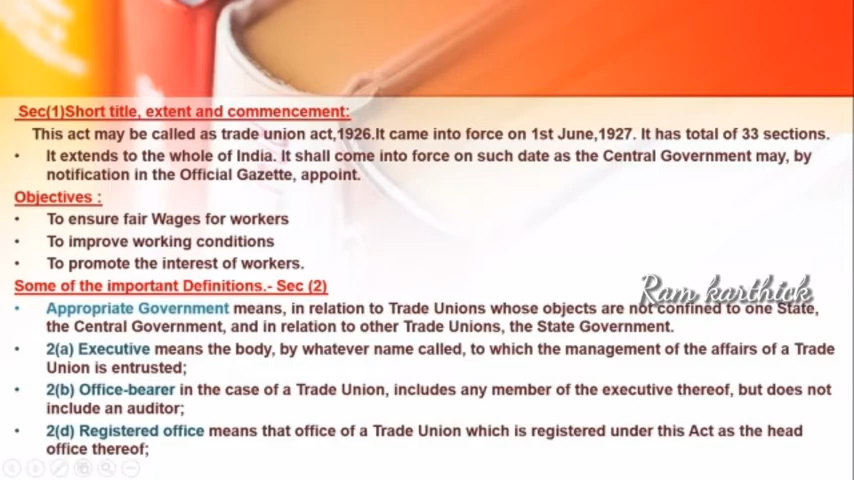 Sec(1)Short title, extent and commencement:
This act may be called as trade union act,1926.It came into force on 1st June,1927. It has total of 33 sections.
• It extends to the whole of India. It shall come into force on such date as the Central Government may, by
notification in the Official Gazette, appoint.
Objectives :
• To ensure fair Wages for workers
• To improve working conditions
• To promote the interest of workers.
Some of the important Definitions.- Sec (2)
Ram karthick
• Appropriate Government means, in relation to Trade Unions whose objects are not confined to one State,
the Central Government, and in relation to other Trade Unions, the State Government.
• 2(a) Executive means the body, by whatever name called, to which the management of the affairs of a Trade
Union is entrusted;
• 2(b) Office-bearer in the case of a Trade Union, includes any member of the executive thereof, but does not
include an auditor;
• 2(d) Registered office means that office of a Trade Union which is registered under this Act as the head
office thereof;